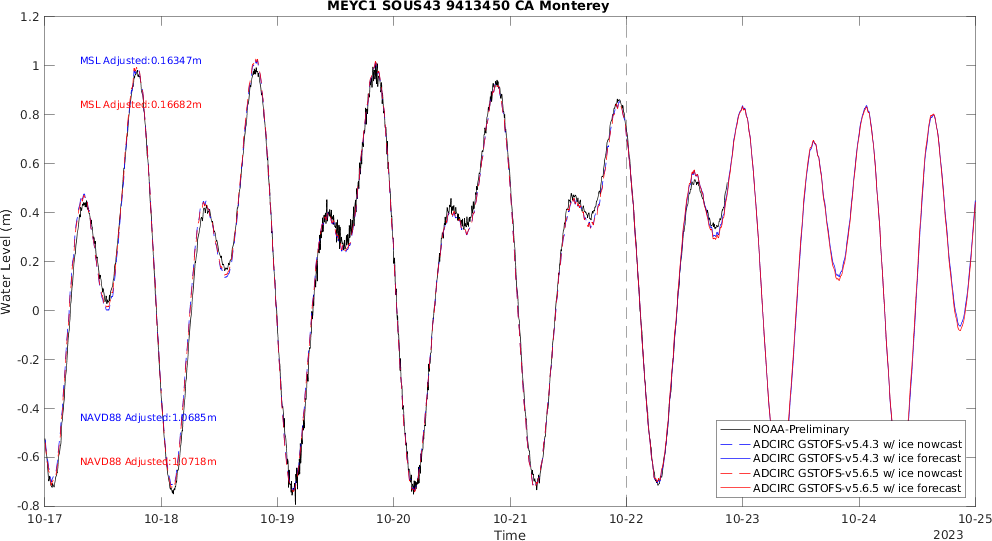 MEYC1 SOUS43 9413450 CA Monterey
1.2
1
0.8
0.6
0.4
0.2
0
-0.2
-0.4
-0.6
-0.8
Water Level (m)
MSL Adjusted:0.16347m
MSL Adjusted:0.16682m
NAVD88 Adjusted:1.0685m
NAVD88 Adjusted:1.0718m
NOAA-Preliminary
ADCIRC GSTOFS-v5.4.3 w/ ice nowcast
ADCIRC GSTOFS-v5.4.3 w/ ice forecast
ADCIRC GSTOFS-v5.6.5 w/ ice nowcast
ADCIRC GSTOFS-v5.6.5 w/ ice forecast
10-17 10-18 10-19 10-20 10-21 10-22 10-23 10-24 10-25
Time
2023